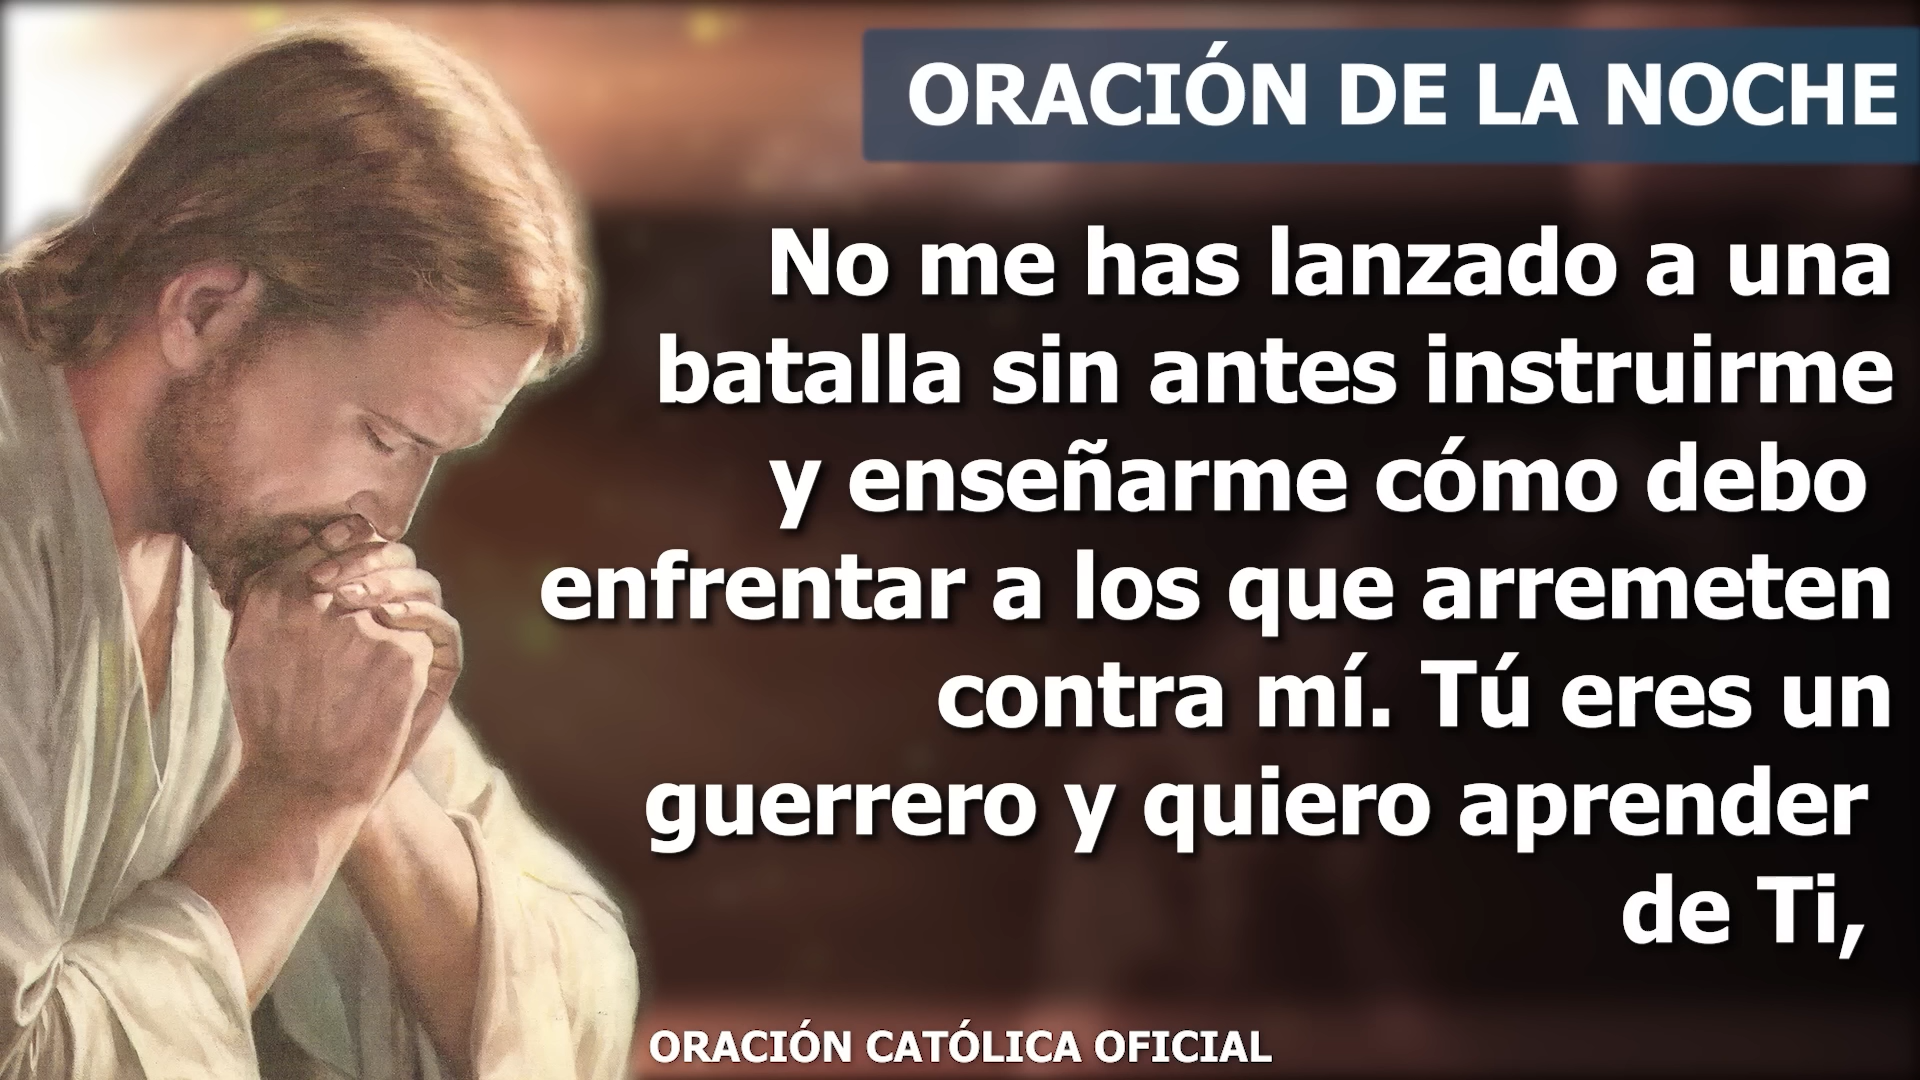 ORACIÓN DE LA NOCHE
No me has lanzado a una
batalla sin antes instruirme
y enseñarme cómo debo
enfrentar a los que arremeten
contra mí. Tú eres un
guerrero y quiero aprender
de Ti,
ORACIÓN CATÓLICA OFICIAL